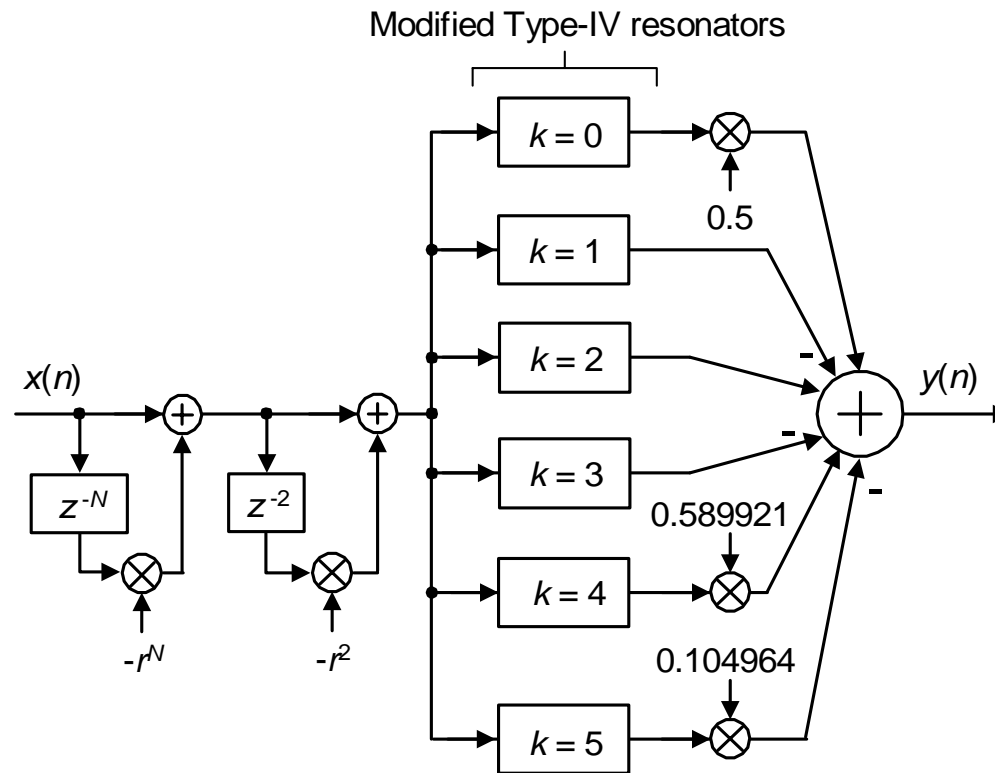 Modified Type-IV resonators
k = 0
0.5
k = 1
-
k = 2
x(n)
y(n)
+
+
+
-
k = 3
-
z⁻ᴺ
z⁻²
0.589921
k = 4
-rᴺ
-r²
0.104964
k = 5